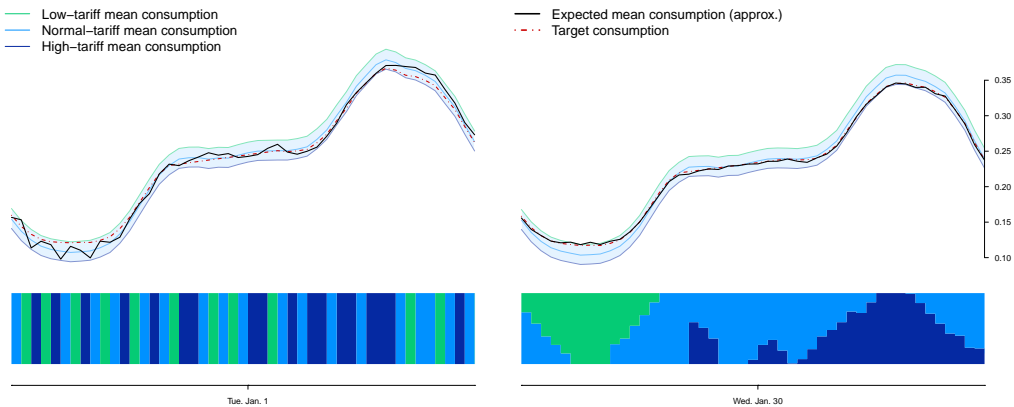 Low−tariff mean consumption
Normal−tariff mean consumption
High−tariff mean consumption
Expected mean consumption (approx.)
Target consumption
0.35
0.30
0.25
0.20
0.15
0.10
Tue. Jan. 1
Wed. Jan. 30